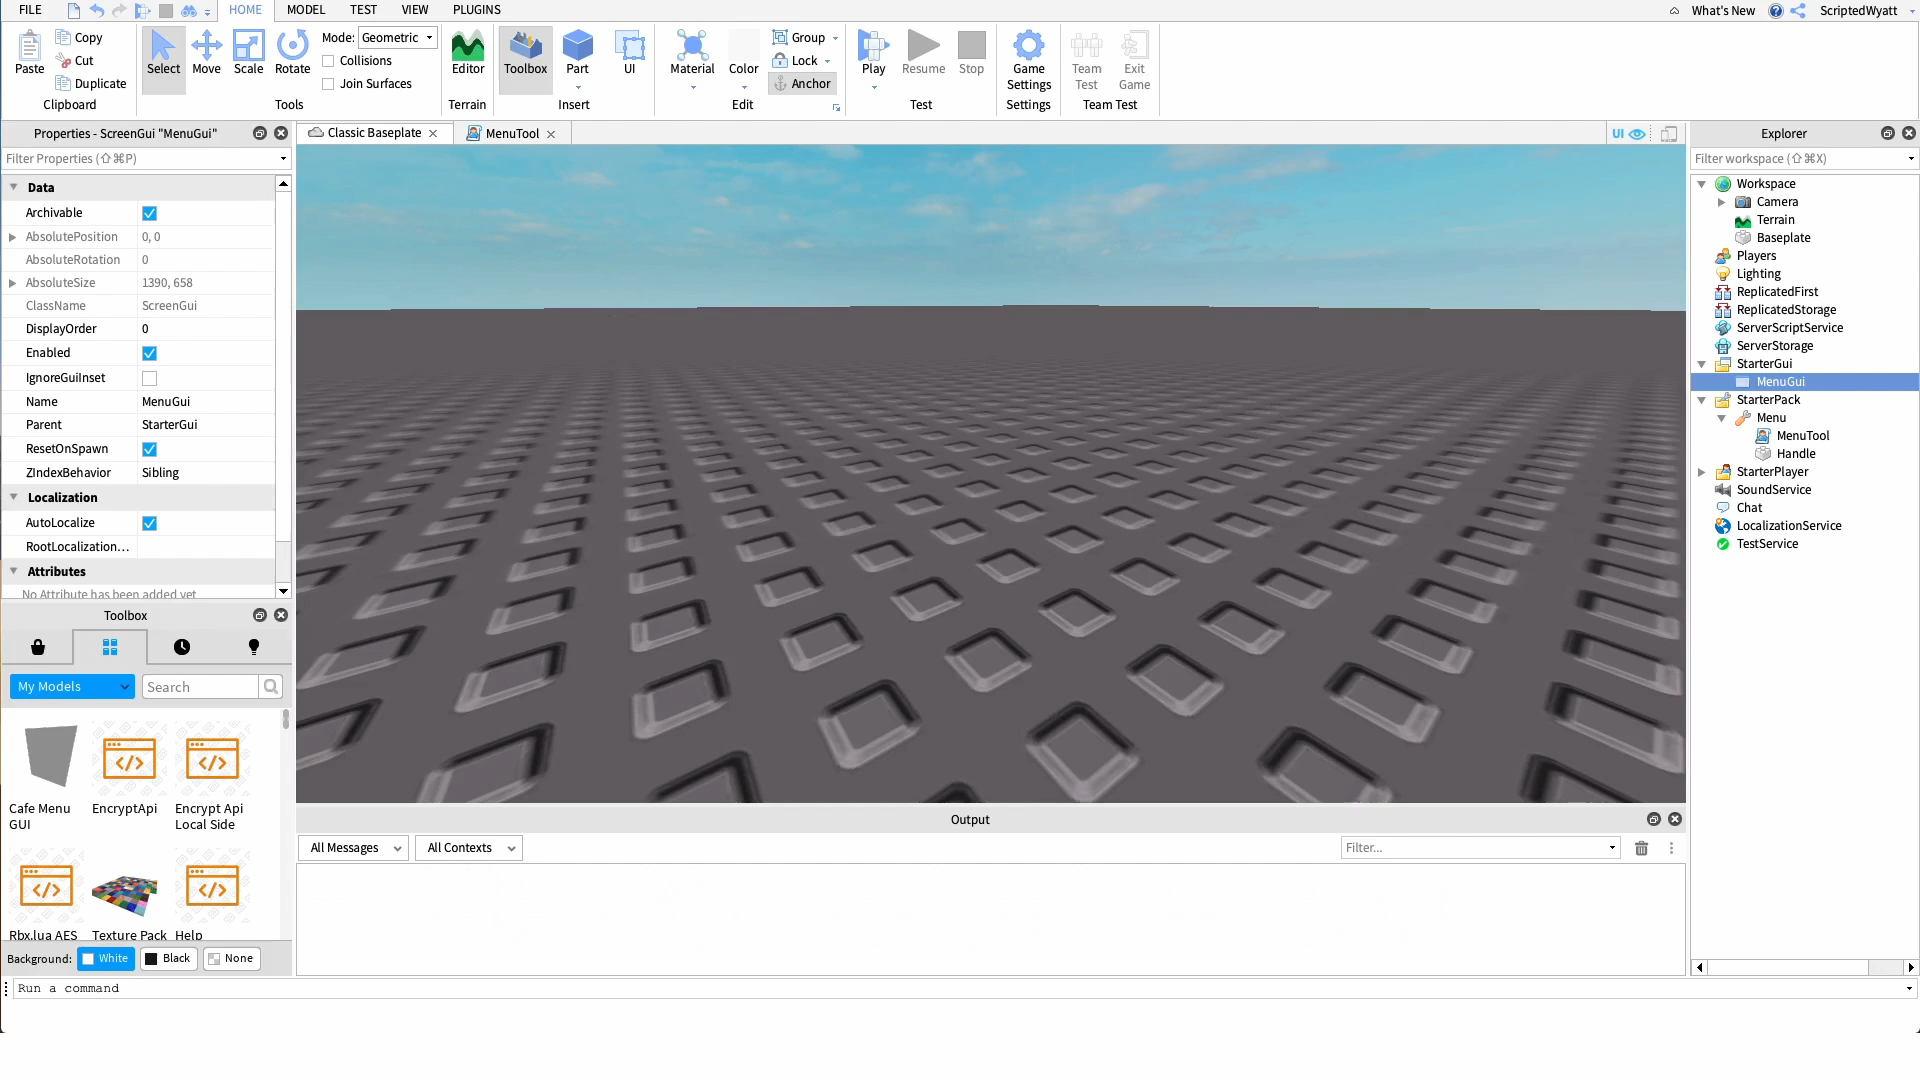 FILE
HOME
MODEL
TEST
VIEW
PLUGINS
What's New
ScriptedWyatt
Paste
Copy
Cut
Duplicate
Clipboard
Select
Move
Scale
Rotate
Mode:
Geometric
Collisions
Join Surfaces
Tools
Editor
Terrain
Toolbox
Part
UI
Insert
Material
Color
Group
Lock
Anchor
Edit
Play
Resume
Stop
Test
Game
Settings
Settings
Team
Test
Exit
Game
Team Test
Properties - ScreenGui "MenuGui"
Filter Properties (⇧⌘P)
Data
Archivable
AbsolutePosition 0, 0
AbsoluteRotation 0
AbsoluteSize 1390, 658
ClassName ScreenGui
DisplayOrder 0
Enabled
IgnoreGuiInset
Name MenuGui
Parent StarterGui
ResetOnSpawn
ZIndexBehavior Sibling
Localization
AutoLocalize
RootLocalization...
Attributes
No Attribute has been added yet
Toolbox
My Models
Search
Cafe Menu
GUI
EncryptApi
Encrypt Api
Local Side
Rbx.lua AES
Texture Pack
Help
Background:
White
Black
None
Run a command
Classic Baseplate
MenuTool
UI
Output
All Messages
All Contexts
Filter...
Explorer
Filter workspace (⇧⌘X)
Workspace
Camera
Terrain
Baseplate
Players
Lighting
ReplicatedFirst
ReplicatedStorage
ServerScriptService
ServerStorage
StarterGui
MenuGui
StarterPack
Menu
MenuTool
Handle
StarterPlayer
SoundService
Chat
LocalizationService
TestService